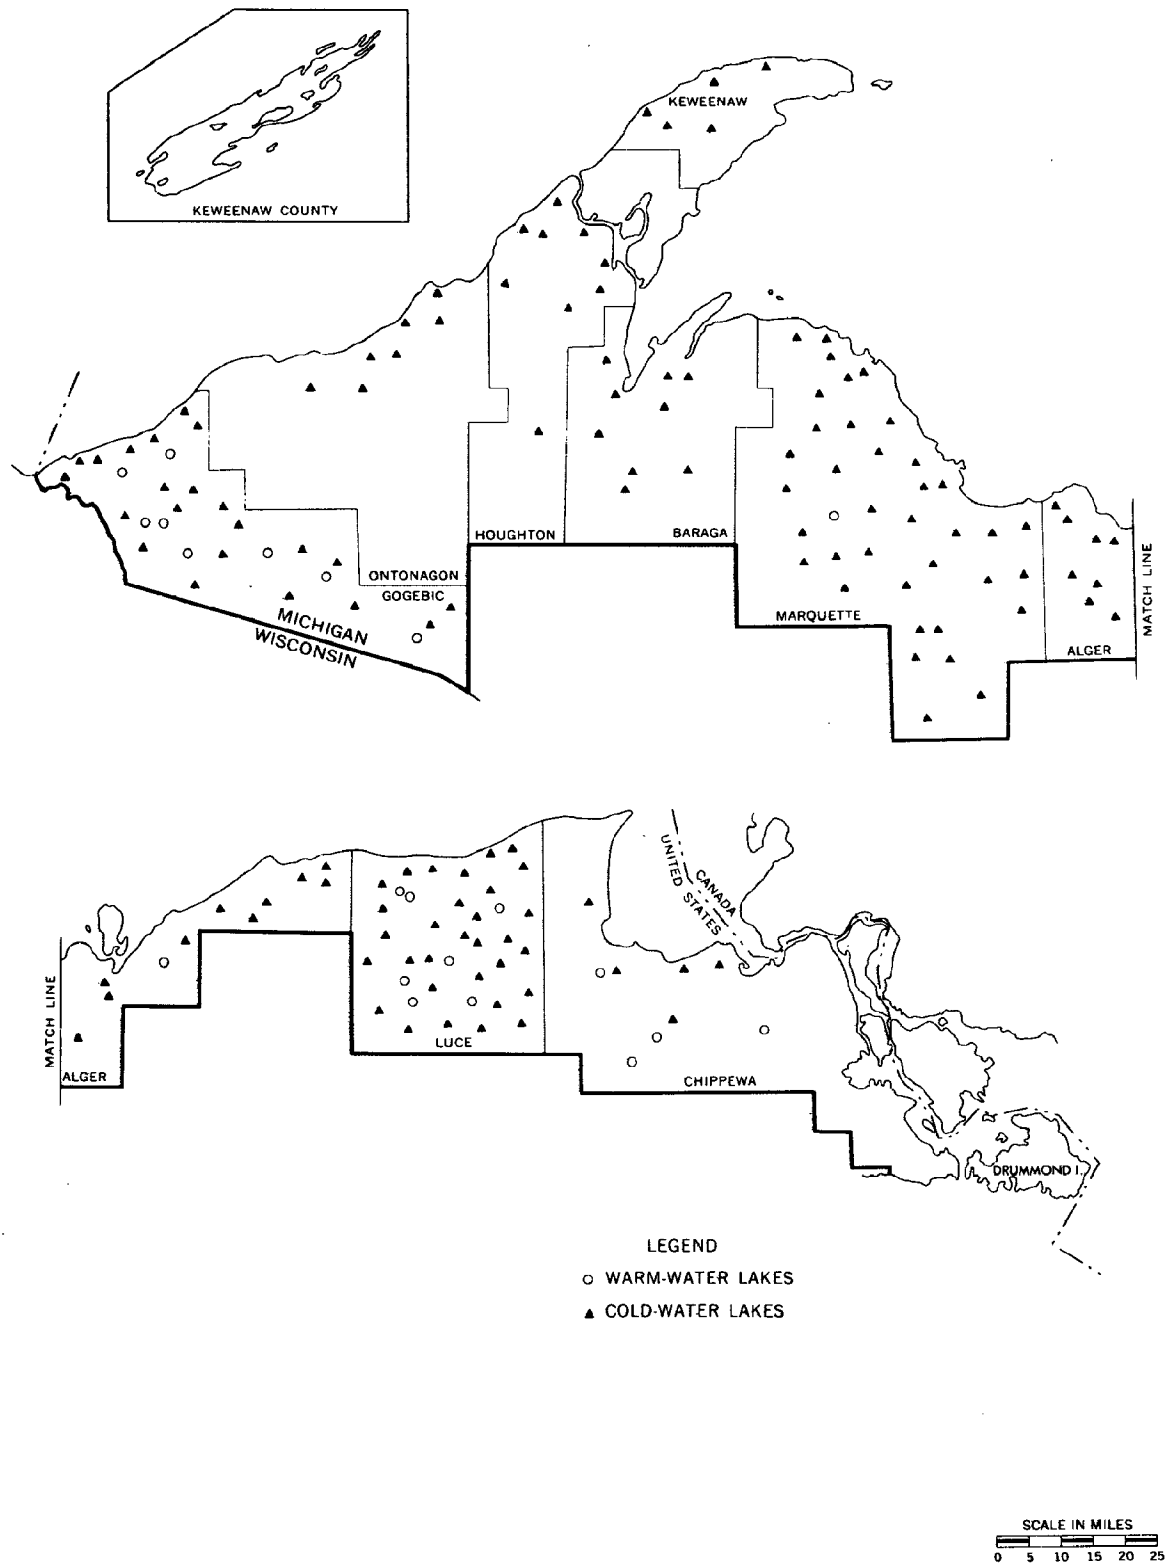 KEWEENAW
KEWEENAW COUNTY
HOUGHTON
BARAGA
ONTONAGON
GOGEBIC
MICHIGAN
WISCONSIN
MARQUETTE
ALGER
MATCH LINE
UNITED STATES
CANADA
MATCH LINE
ALGER
LUCE
CHIPPEWA
DRUMMOND I.
LEGEND
WARM-WATER LAKES
COLD-WATER LAKES
SCALE IN MILES
0 5 10 15 20 25